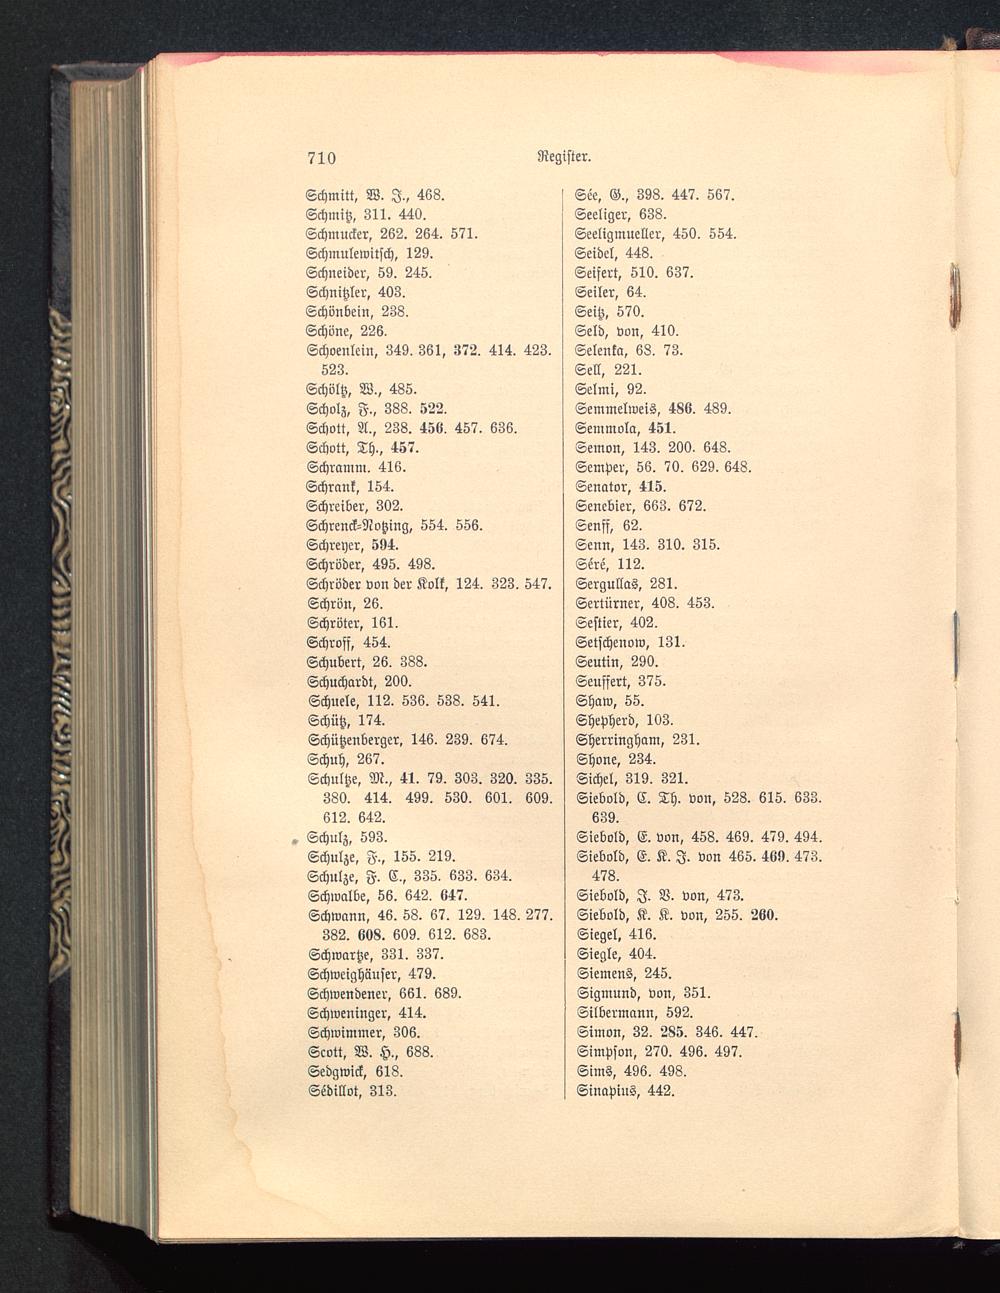 710
Register.
Schmitt, W. J., 468.
Schmitz, 311. 440.
Schmucker, 262. 264. 571.
Schmulewitsch, 129.
Schneider, 59. 245.
Schnitzler, 403.
Schönbein, 238.
Schöne, 226.
Schoenlein, 349. 361, 372. 414. 423.
523.
Schöltz, W., 485.
Scholz, F., 388. 522.
Schott, A., 238. 456. 457. 636.
Schott, Th., 457.
Schramm. 416.
Schrank, 154.
Schreiber, 302.
Schrenck-Notzing, 554. 556.
Schreyer, 594.
Schröder, 495. 498.
Schröder von der Kolk, 124. 323. 547.
Schrön, 26.
Schröter, 161.
Schroff, 454.
Schubert, 26. 388.
Schuchardt, 200.
Schuele, 112. 536. 538. 541.
Schütz, 174.
Schützenberger, 146. 239. 674.
Schuh, 267.
Schultze, M., 41. 79. 303. 320. 335.
380. 414. 499. 530. 601. 609.
612. 642.
Schulz, 593.
Schulze, F., 155. 219.
Schulze, F. C., 335. 633. 634.
Schwalbe, 56. 642. 647.
Schwann, 46. 58. 67. 129. 148. 277.
382. 608. 609. 612. 683.
Schwartze, 331. 337.
Schweighäuser, 479.
Schwendener, 661. 689.
Schweninger, 414.
Schwimmer, 306.
Scott, W. H., 688.
Sedgwick, 618.
Sédillot, 313.
Sée, G., 398. 447. 567.
Seeliger, 638.
Seeligmueller, 450. 554.
Seidel, 448.
Seifert, 510. 637.
Seiler, 64.
Seitz, 570.
Seld, von, 410.
Selenka, 68. 73.
Sell, 221.
Selmi, 92.
Semmelweis, 486. 489.
Semmola, 451.
Semon, 143. 200. 648.
Semper, 56. 70. 629. 648.
Senator, 415.
Senebier, 663. 672.
Senff, 62.
Senn, 143. 310. 315.
Séré, 112.
Sergullas, 281.
Sertürner, 408. 453.
Sestier, 402.
Setschenow, 131.
Seutin, 290.
Seuffert, 375.
Shaw, 55.
Shepherd, 103.
Sherringham, 231.
Shone, 234.
Sichel, 319. 321.
Siebold, C. Th. von, 528. 615. 633.
639.
Siebold, E. von, 458. 469. 479. 494.
Siebold, E. K. J. von 465. 469. 473.
478.
Siebold, J. B. von, 473.
Siebold, K. K. von, 255. 260.
Siegel, 416.
Siegle, 404.
Siemens, 245.
Sigmund, von, 351.
Silbermann, 592.
Simon, 32. 285. 346. 447.
Simpson, 270. 496. 497.
Sims, 496. 498.
Sinapius, 442.